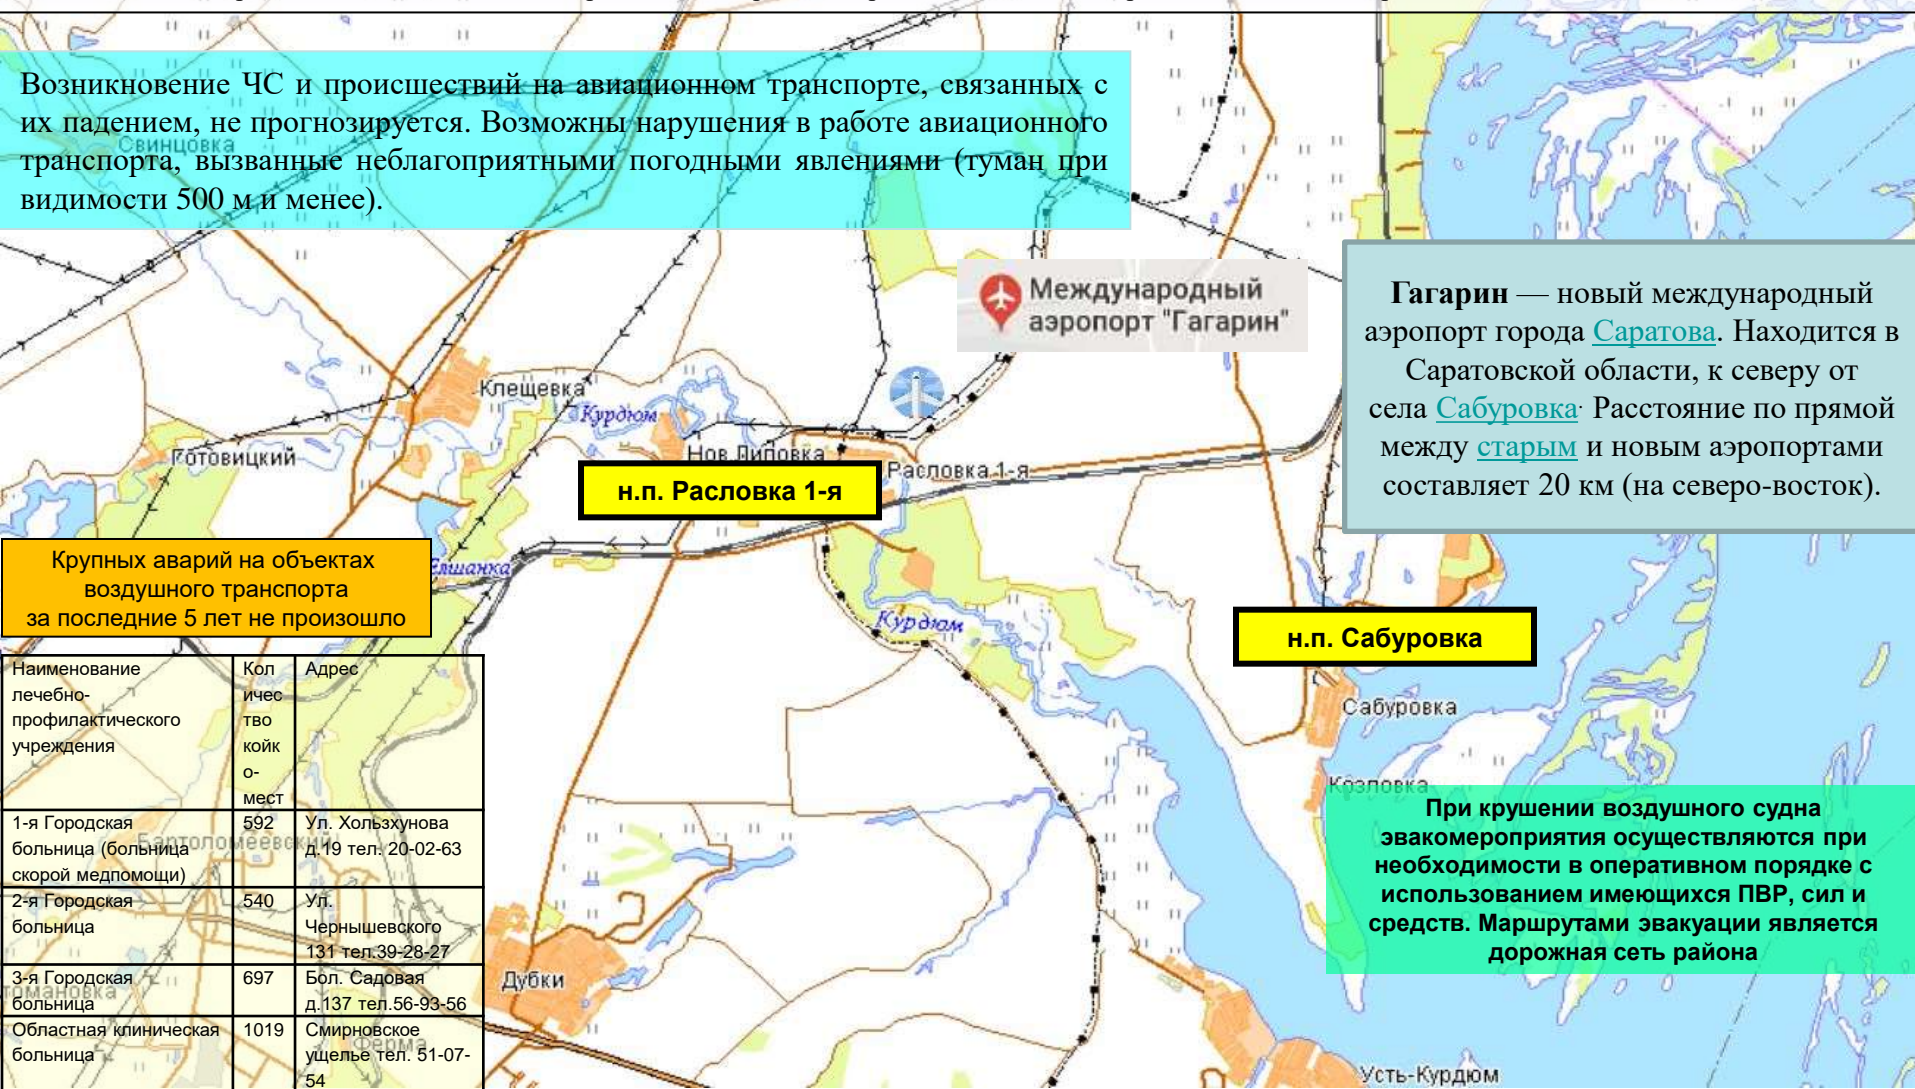 Возникновение ЧС и происшествий на авиационном транспорте, связанных с
их падением, не прогнозируется. Возможны нарушения в работе авиационного
транспорта, вызванные неблагоприятными погодными явлениями (туман при
видимости 500 м и менее).
Свинцовка
Международный
аэропорт "Гагарин"
Гагарин — новый международный
аэропорт города Саратова. Находится в
Саратовской области, к северу от
села Сабуровка. Расстояние по прямой
между старым и новым аэропортами
составляет 20 км (на северо-восток).
Клещевка
Курдюм
Готовицкий
Нов Липовка
Расловка 1-я
н.п. Расловка 1-я
Елшанка
Курдюм
Крупных аварий на объектах
воздушного транспорта
за последние 5 лет не произошло
н.п. Сабуровка
Сабуровка
Козловка
При крушении воздушного судна
эвакомероприятия осуществляются при
необходимости в оперативном порядке с
использованием имеющихся ПВР, сил и
средств. Маршрутами эвакуации является
дорожная сеть района
Наименование
лечебно-
профилактического
учреждения
Кол
ичес
тво
койк
о-
мест
Адрес
1-я Городская
больница (больница
скорой медпомощи)
592
Ул. Хользхунова
д.19 тел. 20-02-63
2-я Городская
больница
540
Ул.
Чернышевского
131 тел.39-28-27
3-я Городская
больница
697
Бол. Садовая
д.137 тел.56-93-56
Областная клиническая
больница
1019
Смирновское
ущелье тел. 51-07-
54
Бартоломеевский
Ферма
Дубки
Усть-Курдюм